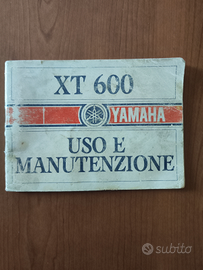 XT 600
YAMAHA
USO E
MANUTENZIONE
subito